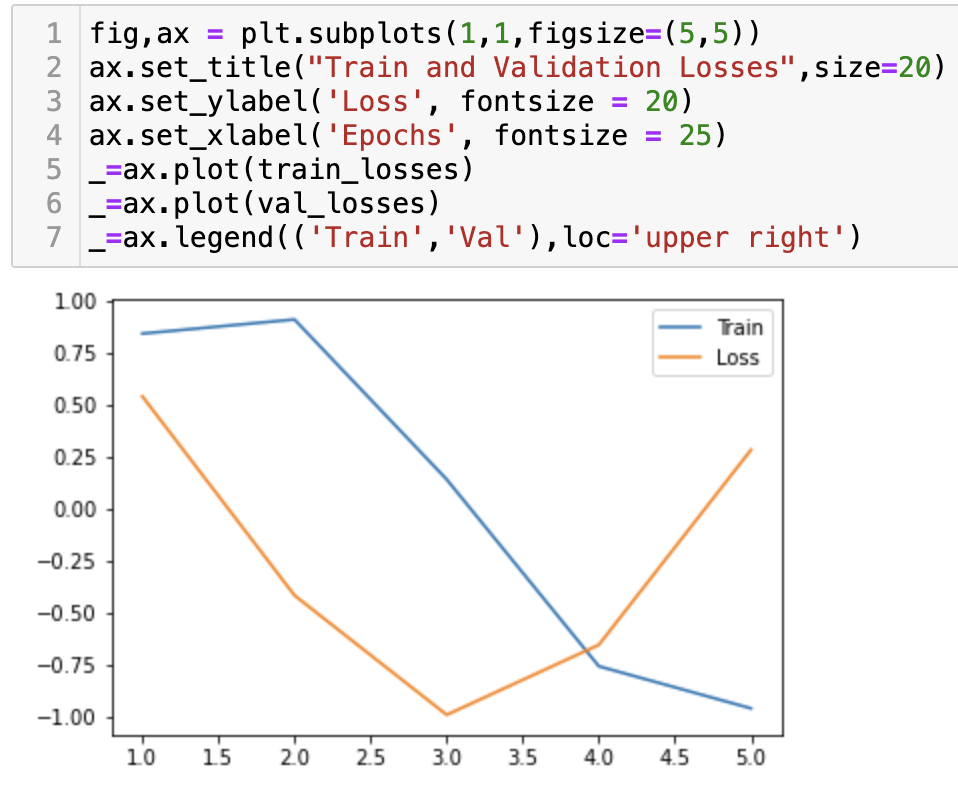 1 fig,ax = plt.subplots(1,1,figsize=(5,5))
2 ax.set_title("Train and Validation Losses",size=20)
3 ax.set_ylabel('Loss', fontsize = 20)
4 ax.set_xlabel('Epochs', fontsize = 25)
5 _=ax.plot(train_losses)
6 _=ax.plot(val_losses)
7 _=ax.legend(('Train','Val'),loc='upper right')
1.00
0.75
0.50
0.25
0.00
−0.25
−0.50
−0.75
−1.00
Train
Loss
1.0 1.5 2.0 2.5 3.0 3.5 4.0 4.5 5.0